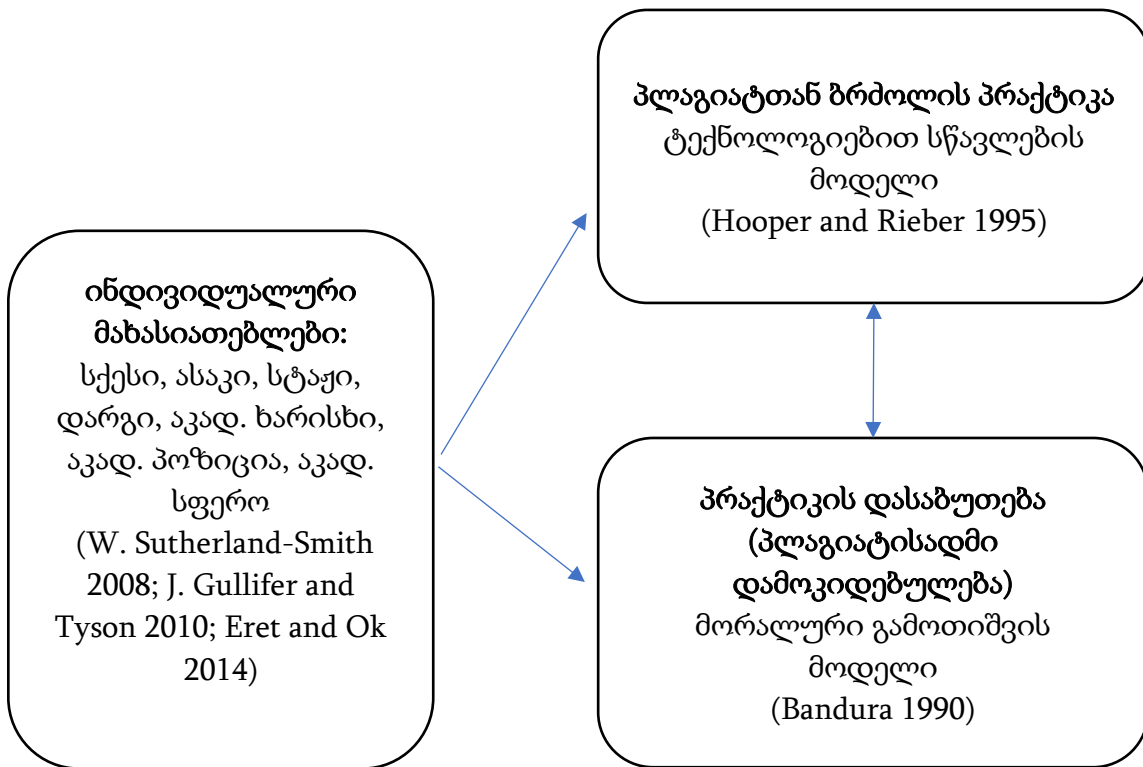 პლაგიატთან ბრძოლის პრაქტიკა
ტექნოლოგიებით სწავლების
მოდელი
(Hooper and Rieber 1995)
ინდივიდუალური
მახასიათებლები:
სქესი, ასაკი, სტაჟი,
დარგი, აკად. ხარისხი,
აკად. პოზიცია, აკად.
სფერო
(W. Sutherland-Smith
2008; J. Gullifer and
Tyson 2010; Eret and Ok
2014)
პრაქტიკის დასაბუთება
(პლაგიატისადმი
დამოკიდებულება)
მორალური გამოთიშვის
მოდელი
(Bandura 1990)